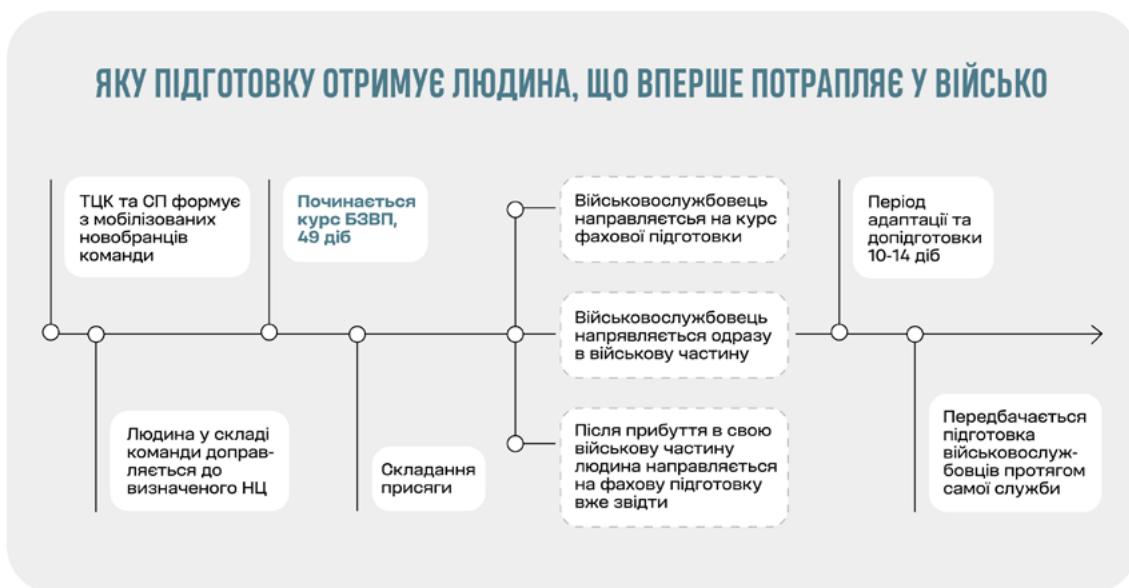 ЯКУ ПІДГОТОВКУ ОТРИМУЄ ЛЮДИНА, ЩО ВПЕРШЕ ПОТРАПЛЯЄ У ВІЙСЬКО
ТЦК та СП формує
з мобілізованих
новобранців
команди
Людина у складі
команди доправ-
ляється до
визначеного НЦ
Починається
курс БЗВП,
49 діб
Складання
присяги
Військовослужбовець
направляєтсья на курс
фахової підготовки
Військовослужбовець
напрявляється одразу
в військову частину
Після прибуття в свою
військову частину
людина направляється
на фахову підготовку
вже звідти
Період
адаптації та
допідготовки
10-14 діб
Передбачається
підготовка
військовослуж-
бовців протягом
самої служби